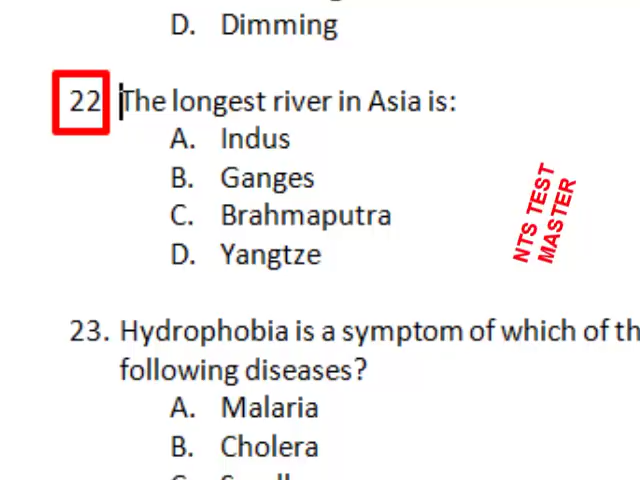 D. Dimming
22 The longest river in Asia is:
A. Indus
B. Ganges
C. Brahmaputra
D. Yangtze
NTS TEST
MASTER
23. Hydrophobia is a symptom of which of th
following diseases?
A. Malaria
B. Cholera